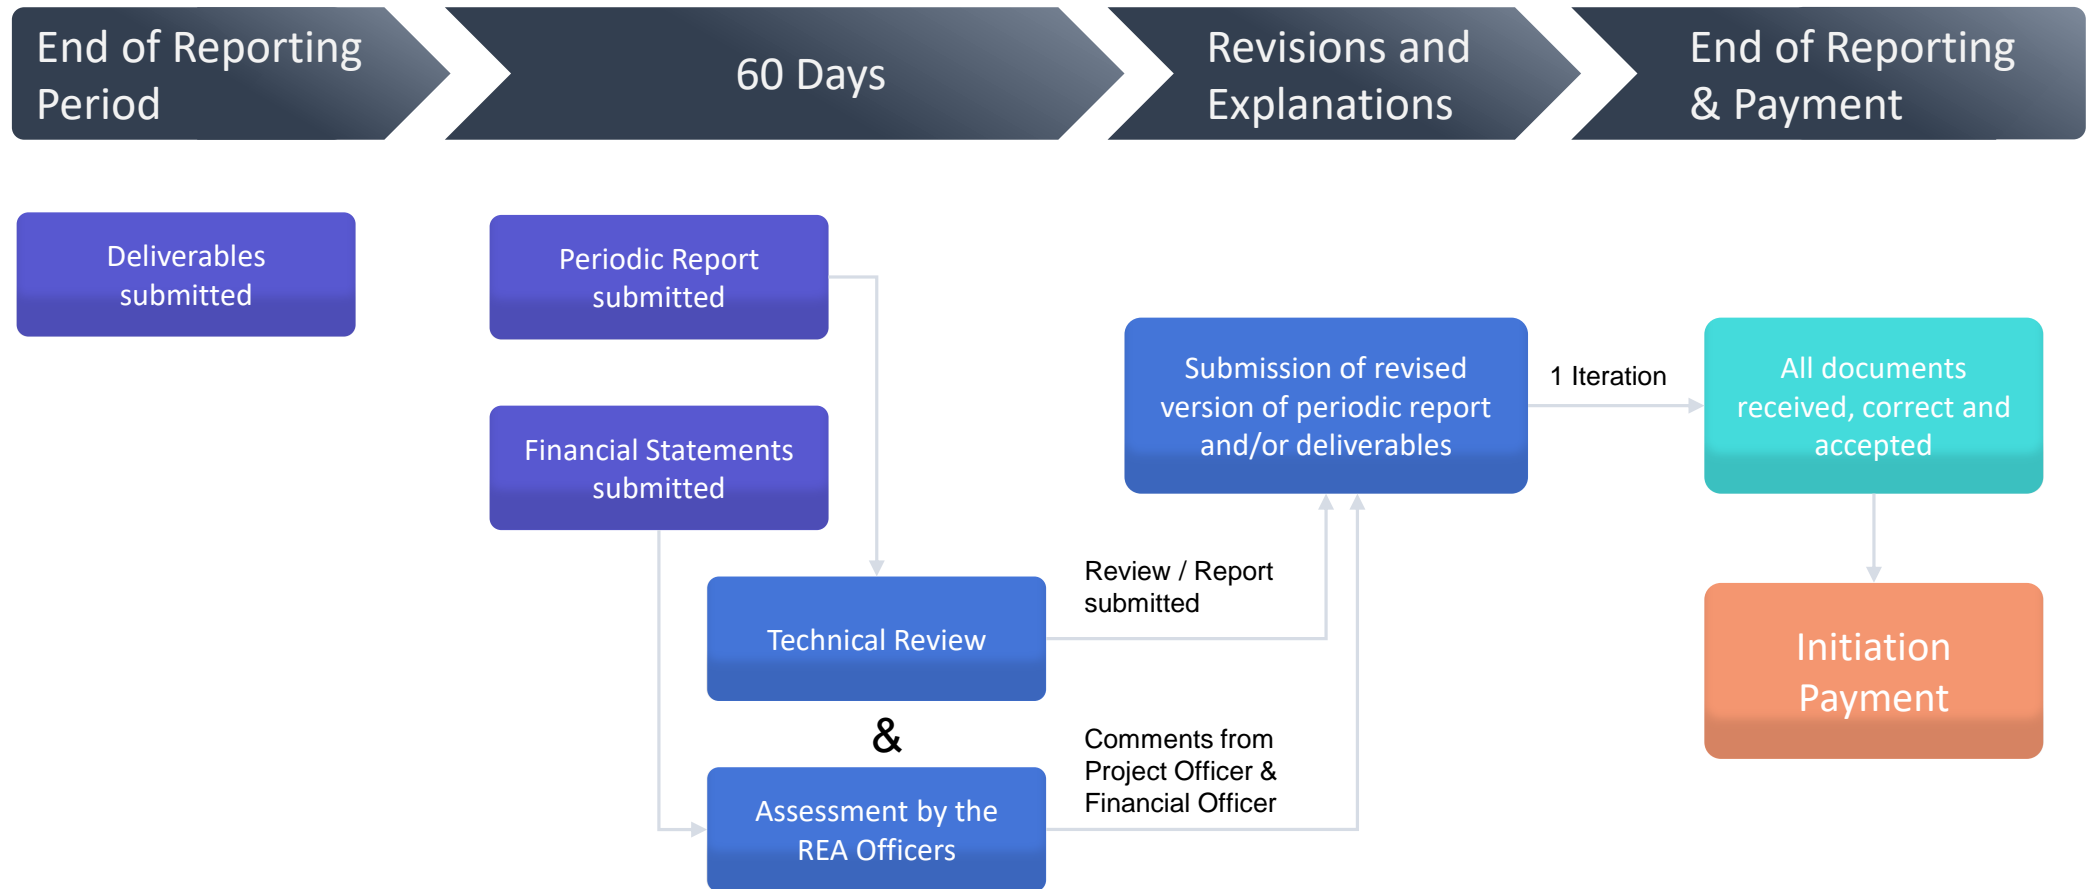 End of Reporting
Period
60 Days
Revisions and
Explanations
End of Reporting
& Payment
Deliverables
submitted
Periodic Report
submitted
Financial Statements
submitted
Technical Review
&
Assessment by the
REA Officers
Review / Report
submitted
Comments from
Project Officer &
Financial Officer
Submission of revised
version of periodic report
and/or deliverables
1 Iteration
All documents
received, correct and
accepted
Initiation
Payment